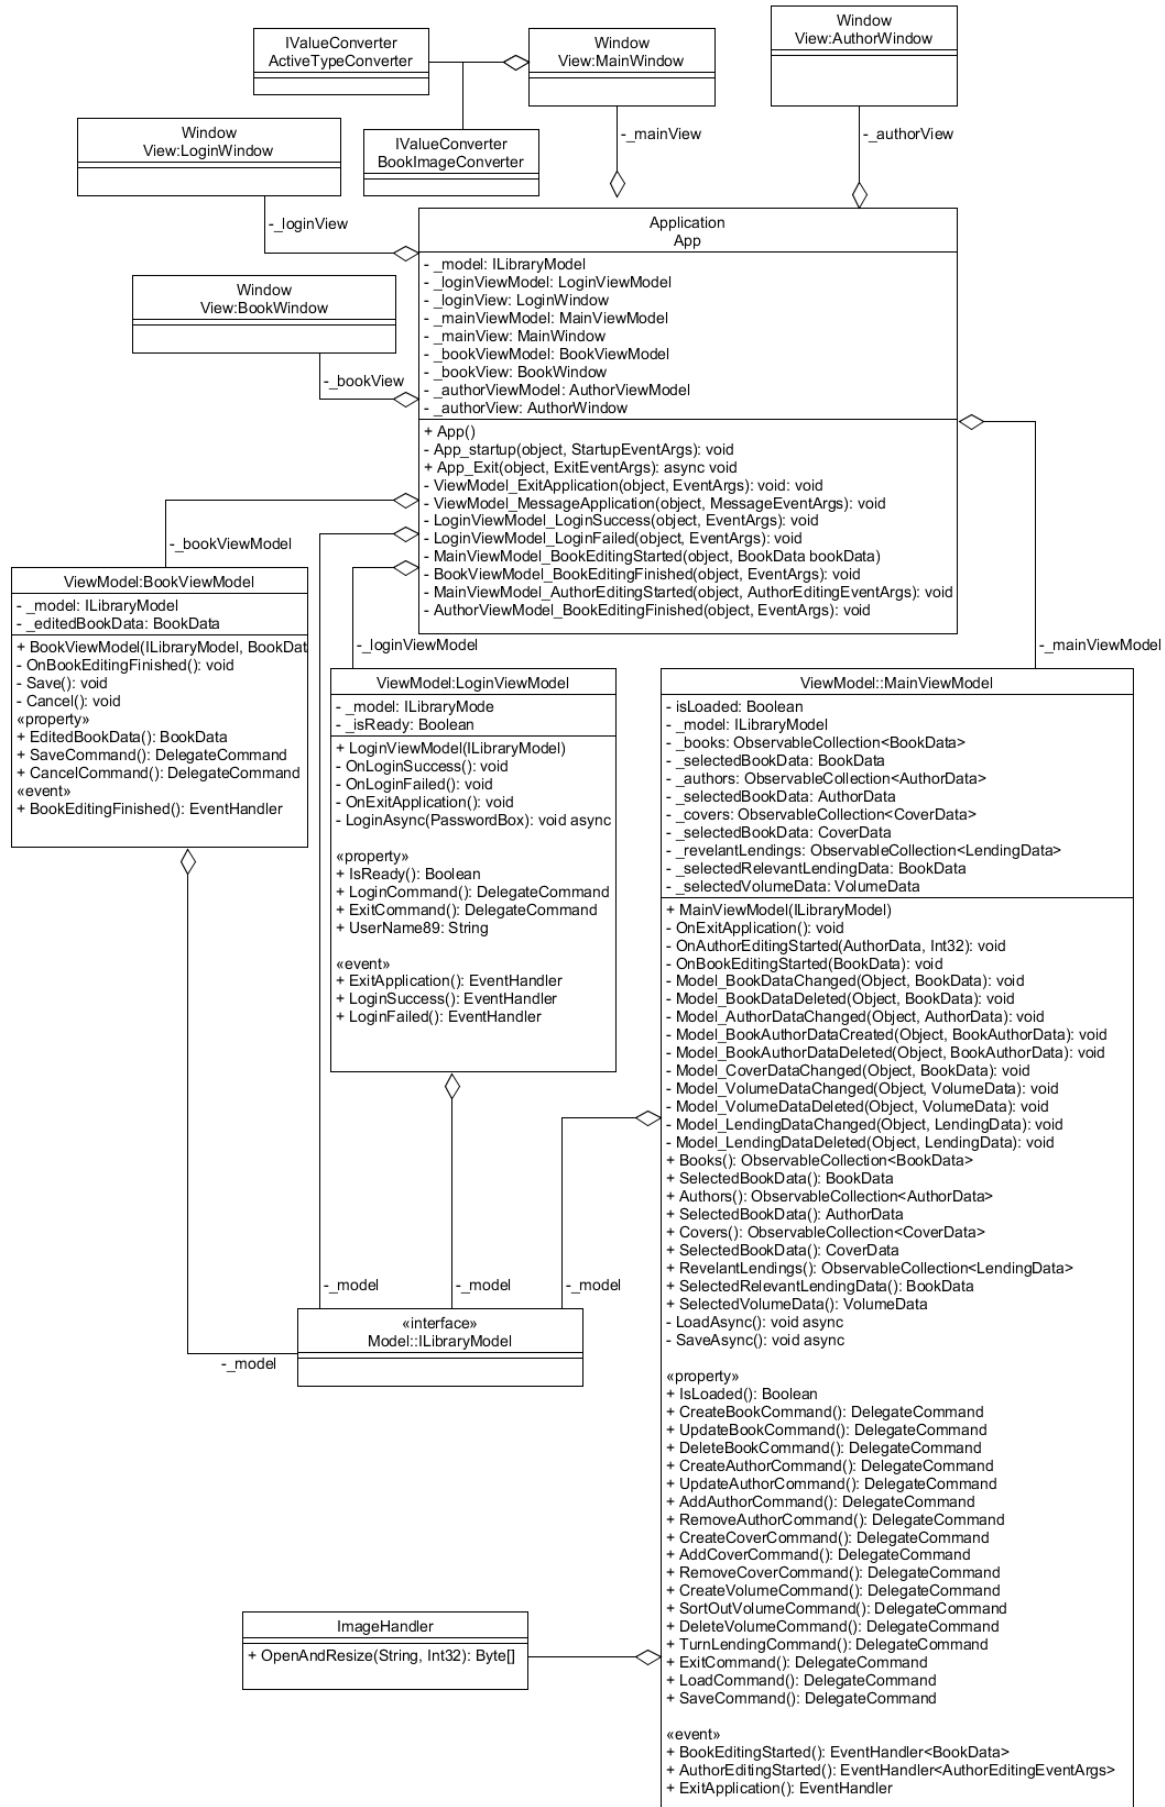 Window
View:AuthorWindow
IValueConverter
ActiveTypeConverter
Window
View:MainWindow
-_mainView
-_authorView
Window
View:LoginWindow
IValueConverter
BookImageConverter
-_loginView
Application
App
- _model: ILibraryModel
- _loginViewModel: LoginViewModel
- _loginView: LoginWindow
- _mainViewModel: MainViewModel
- _mainView: MainWindow
- _bookViewModel: BookViewModel
- _bookView: BookWindow
- _authorViewModel: AuthorViewModel
- _authorView: AuthorWindow
+ App()
- App_startup(object, StartupEventArgs): void
+ App_Exit(object, ExitEventArgs): async void
- ViewModel_ExitApplication(object, EventArgs): void: void
- ViewModel_MessageApplication(object, MessageEventArgs): void
- LoginViewModel_LoginSuccess(object, EventArgs): void
- LoginViewModel_LoginFailed(object, EventArgs): void
- MainViewModel_BookEditingStarted(object, BookData bookData)
- BookViewModel_BookEditingFinished(object, EventArgs): void
- MainViewModel_AuthorEditingStarted(object, AuthorEditingEventArgs): void
- AuthorViewModel_BookEditingFinished(object, EventArgs): void
Window
View:BookWindow
-_bookView
-_bookViewModel
-_loginViewModel
-_mainViewModel
ViewModel:BookViewModel
- _model: ILibraryModel
- _editedBookData: BookData
+ BookViewModel(ILibraryModel, BookDat
- OnBookEditingFinished(): void
- Save(): void
- Cancel(): void
«property»
+ EditedBookData(): BookData
+ SaveCommand(): DelegateCommand
+ CancelCommand(): DelegateCommand
«event»
+ BookEditingFinished(): EventHandler
ViewModel:LoginViewModel
- _model: ILibraryMode
- _isReady: Boolean
+ LoginViewModel(ILibraryModel)
- OnLoginSuccess(): void
- OnLoginFailed(): void
- OnExitApplication(): void
- LoginAsync(PasswordBox): void async
«property»
+ IsReady(): Boolean
+ LoginCommand(): DelegateCommand
+ ExitCommand(): DelegateCommand
+ UserName89: String
«event»
+ ExitApplication(): EventHandler
+ LoginSuccess(): EventHandler
+ LoginFailed(): EventHandler
ViewModel::MainViewModel
- isLoaded: Boolean
- _model: ILibraryModel
- _books: ObservableCollection<BookData>
- _selectedBookData: BookData
- _authors: ObservableCollection<AuthorData>
- _selectedBookData: AuthorData
- _covers: ObservableCollection<CoverData>
- _selectedBookData: CoverData
- _revelantLendings: ObservableCollection<LendingData>
- _selectedRelevantLendingData: BookData
- _selectedVolumeData: VolumeData
+ MainViewModel(ILibraryModel)
- OnExitApplication(): void
- OnAuthorEditingStarted(AuthorData, Int32): void
- OnBookEditingStarted(BookData): void
- Model_BookDataChanged(Object, BookData): void
- Model_BookDataDeleted(Object, BookData): void
- Model_AuthorDataChanged(Object, AuthorData): void
- Model_BookAuthorDataCreated(Object, BookAuthorData): void
- Model_BookAuthorDataDeleted(Object, BookAuthorData): void
- Model_CoverDataChanged(Object, BookData): void
- Model_VolumeDataChanged(Object, VolumeData): void
- Model_VolumeDataDeleted(Object, VolumeData): void
- Model_LendingDataChanged(Object, LendingData): void
- Model_LendingDataDeleted(Object, LendingData): void
+ Books(): ObservableCollection<BookData>
+ SelectedBookData(): BookData
+ Authors(): ObservableCollection<AuthorData>
+ SelectedBookData(): AuthorData
+ Covers(): ObservableCollection<CoverData>
+ SelectedBookData(): CoverData
+ RevelantLendings(): ObservableCollection<LendingData>
+ SelectedRelevantLendingData(): BookData
+ SelectedVolumeData(): VolumeData
- LoadAsync(): void async
- SaveAsync(): void async
«property»
+ IsLoaded(): Boolean
+ CreateBookCommand(): DelegateCommand
+ UpdateBookCommand(): DelegateCommand
+ DeleteBookCommand(): DelegateCommand
+ CreateAuthorCommand(): DelegateCommand
+ UpdateAuthorCommand(): DelegateCommand
+ AddAuthorCommand(): DelegateCommand
+ RemoveAuthorCommand(): DelegateCommand
+ CreateCoverCommand(): DelegateCommand
+ AddCoverCommand(): DelegateCommand
+ RemoveCoverCommand(): DelegateCommand
+ CreateVolumeCommand(): DelegateCommand
+ SortOutVolumeCommand(): DelegateCommand
+ DeleteVolumeCommand(): DelegateCommand
+ TurnLendingCommand(): DelegateCommand
+ ExitCommand(): DelegateCommand
+ LoadCommand(): DelegateCommand
+ SaveCommand(): DelegateCommand
«event»
+ BookEditingStarted(): EventHandler<BookData>
+ AuthorEditingStarted(): EventHandler<AuthorEditingEventArgs>
+ ExitApplication(): EventHandler
-_model
-_model
-_model
«interface»
Model::ILibraryModel
-_model
ImageHandler
+ OpenAndResize(String, Int32): Byte[]